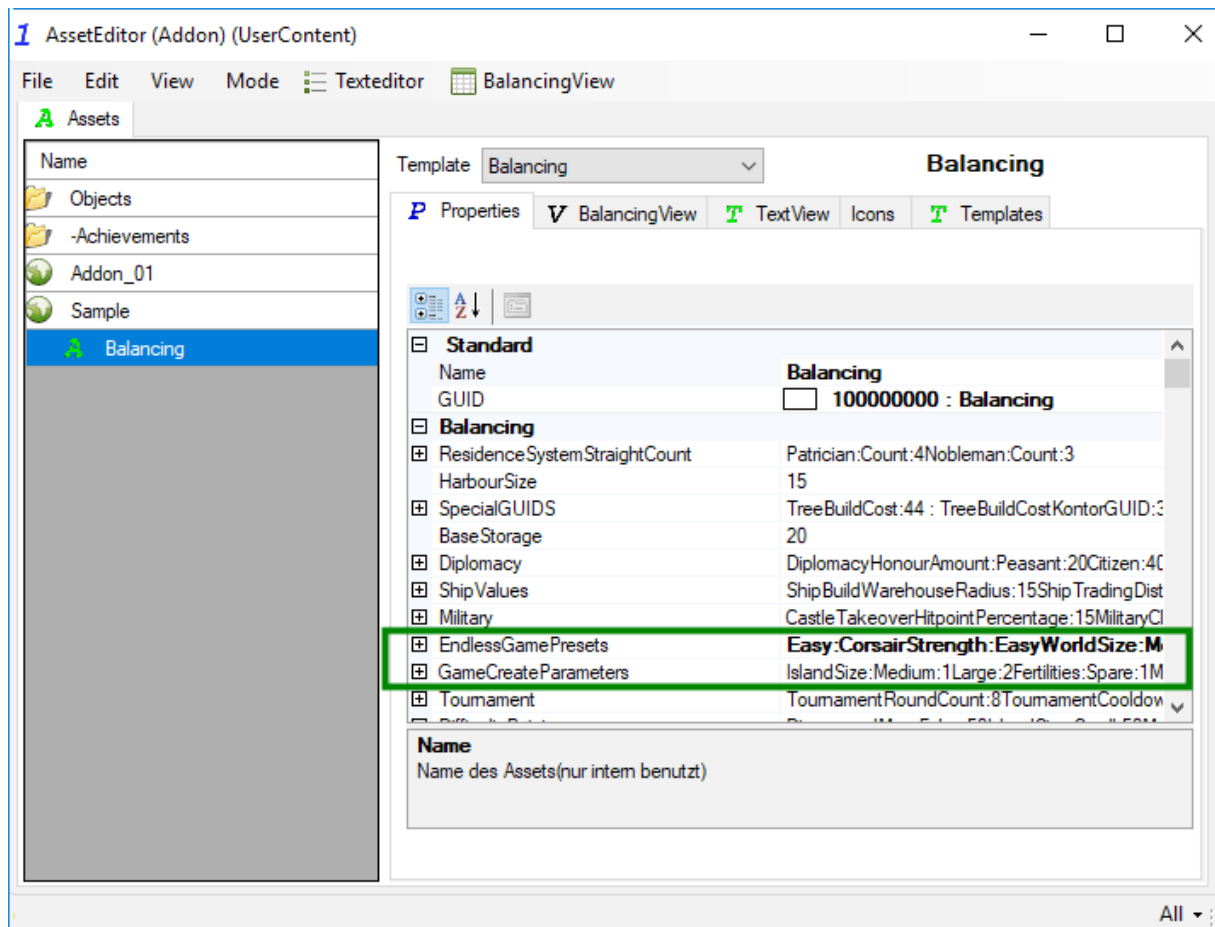 1 AssetEditor (Addon) (UserContent)
File Edit View Mode Texteditor BalancingView
A Assets
Name
Objects
-Achievements
Addon_01
Sample
A Balancing
Template Balancing Balancing
P Properties V BalancingView T TextView Icons T Templates
A Z
Standard
Name Balancing
GUID 100000000 : Balancing
Balancing
ResidenceSystemStraightCount Patrician:Count:4Nobleman:Count:3
HarbourSize 15
SpecialGUIDS TreeBuildCost:44 : TreeBuildCostKontorGUID:3
BaseStorage 20
Diplomacy DiplomacyHonourAmount:Peasant:20Citizen:40
ShipValues ShipBuildWarehouseRadius:15ShipTradingDist
Military CastleTakeoverHitpointPercentage:15MilitaryCl
EndlessGamePresets Easy:CorsairStrength:EasyWorldSize:M
GameCreateParameters IslandSize:Medium:1Large:2Fertilities:Spare:1M
Tournament TournamentRoundCount:8TournamentCooldow
Name
Name des Assets(nur intern benutzt)
All